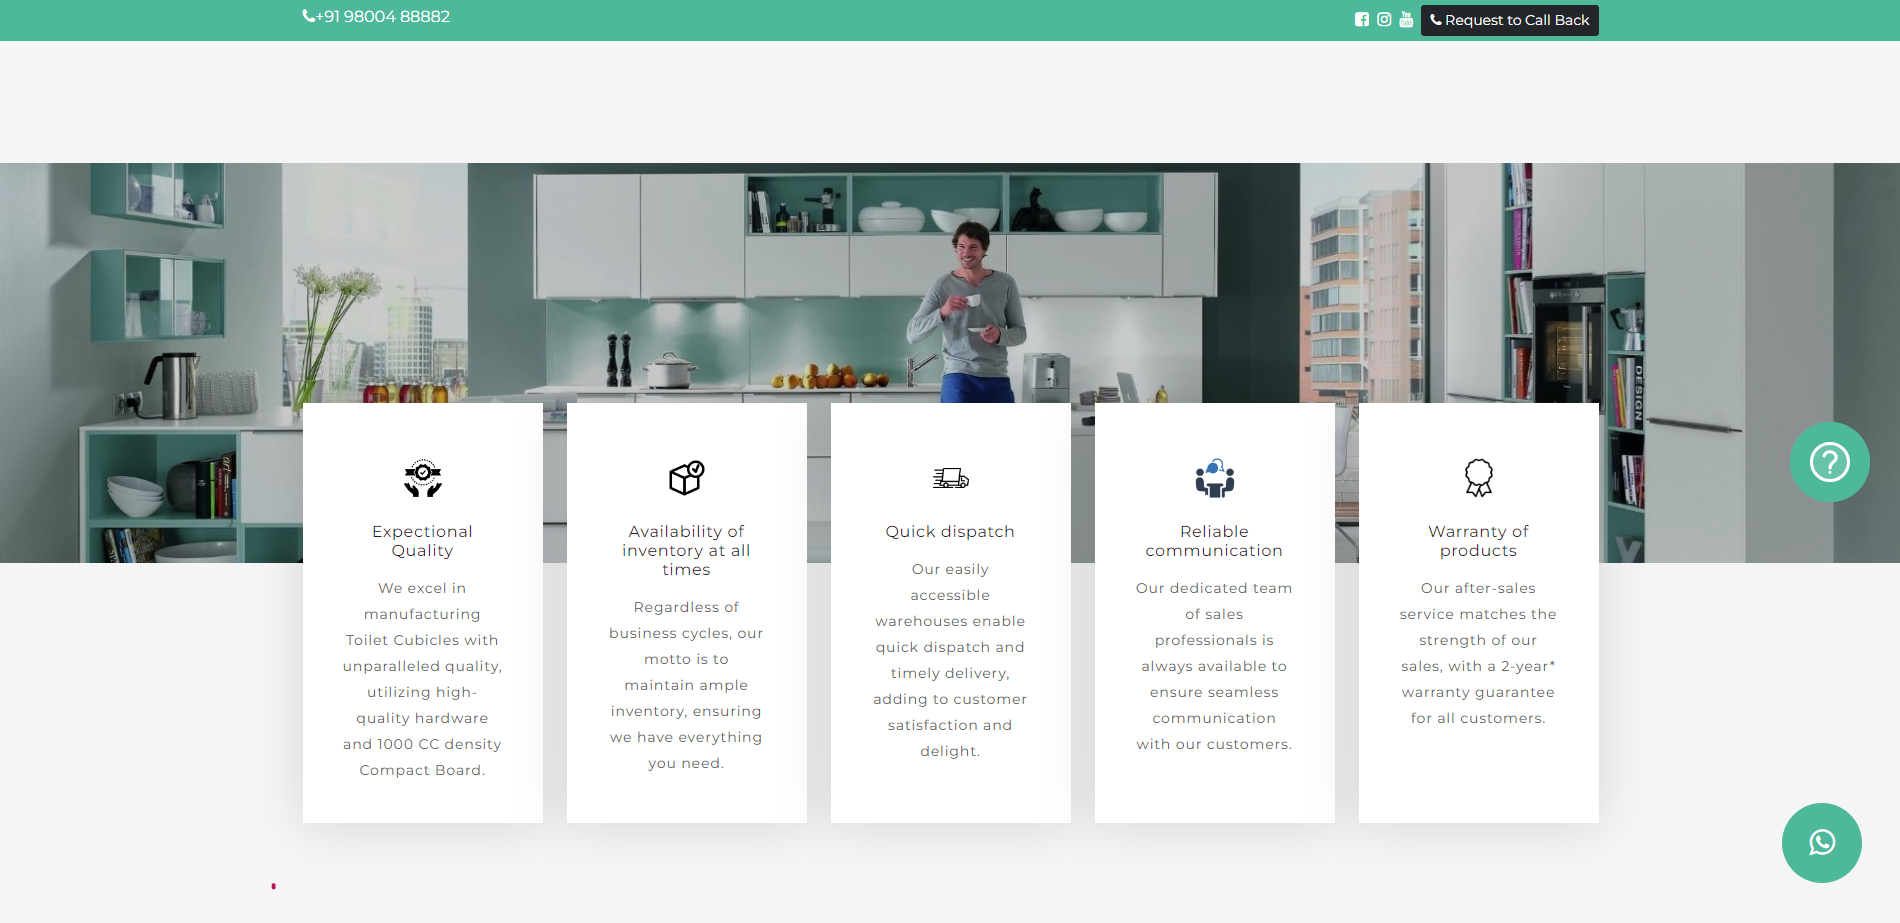 +91 98004 88882
Request to Call Back
Expectional
Quality
We excel in
manufacturing
Toilet Cubicles with
unparalleled quality,
utilizing high-
quality hardware
and 1000 CC density
Compact Board.
Availability of
inventory at all
times
Regardless of
business cycles, our
motto is to
maintain ample
inventory, ensuring
we have everything
you need.
Quick dispatch
Our easily
accessible
warehouses enable
quick dispatch and
timely delivery,
adding to customer
satisfaction and
delight.
Reliable
communication
Our dedicated team
of sales
professionals is
always available to
ensure seamless
communication
with our customers.
Warranty of
products
Our after-sales
service matches the
strength of our
sales, with a 2-year*
warranty guarantee
for all customers.
DESIGN